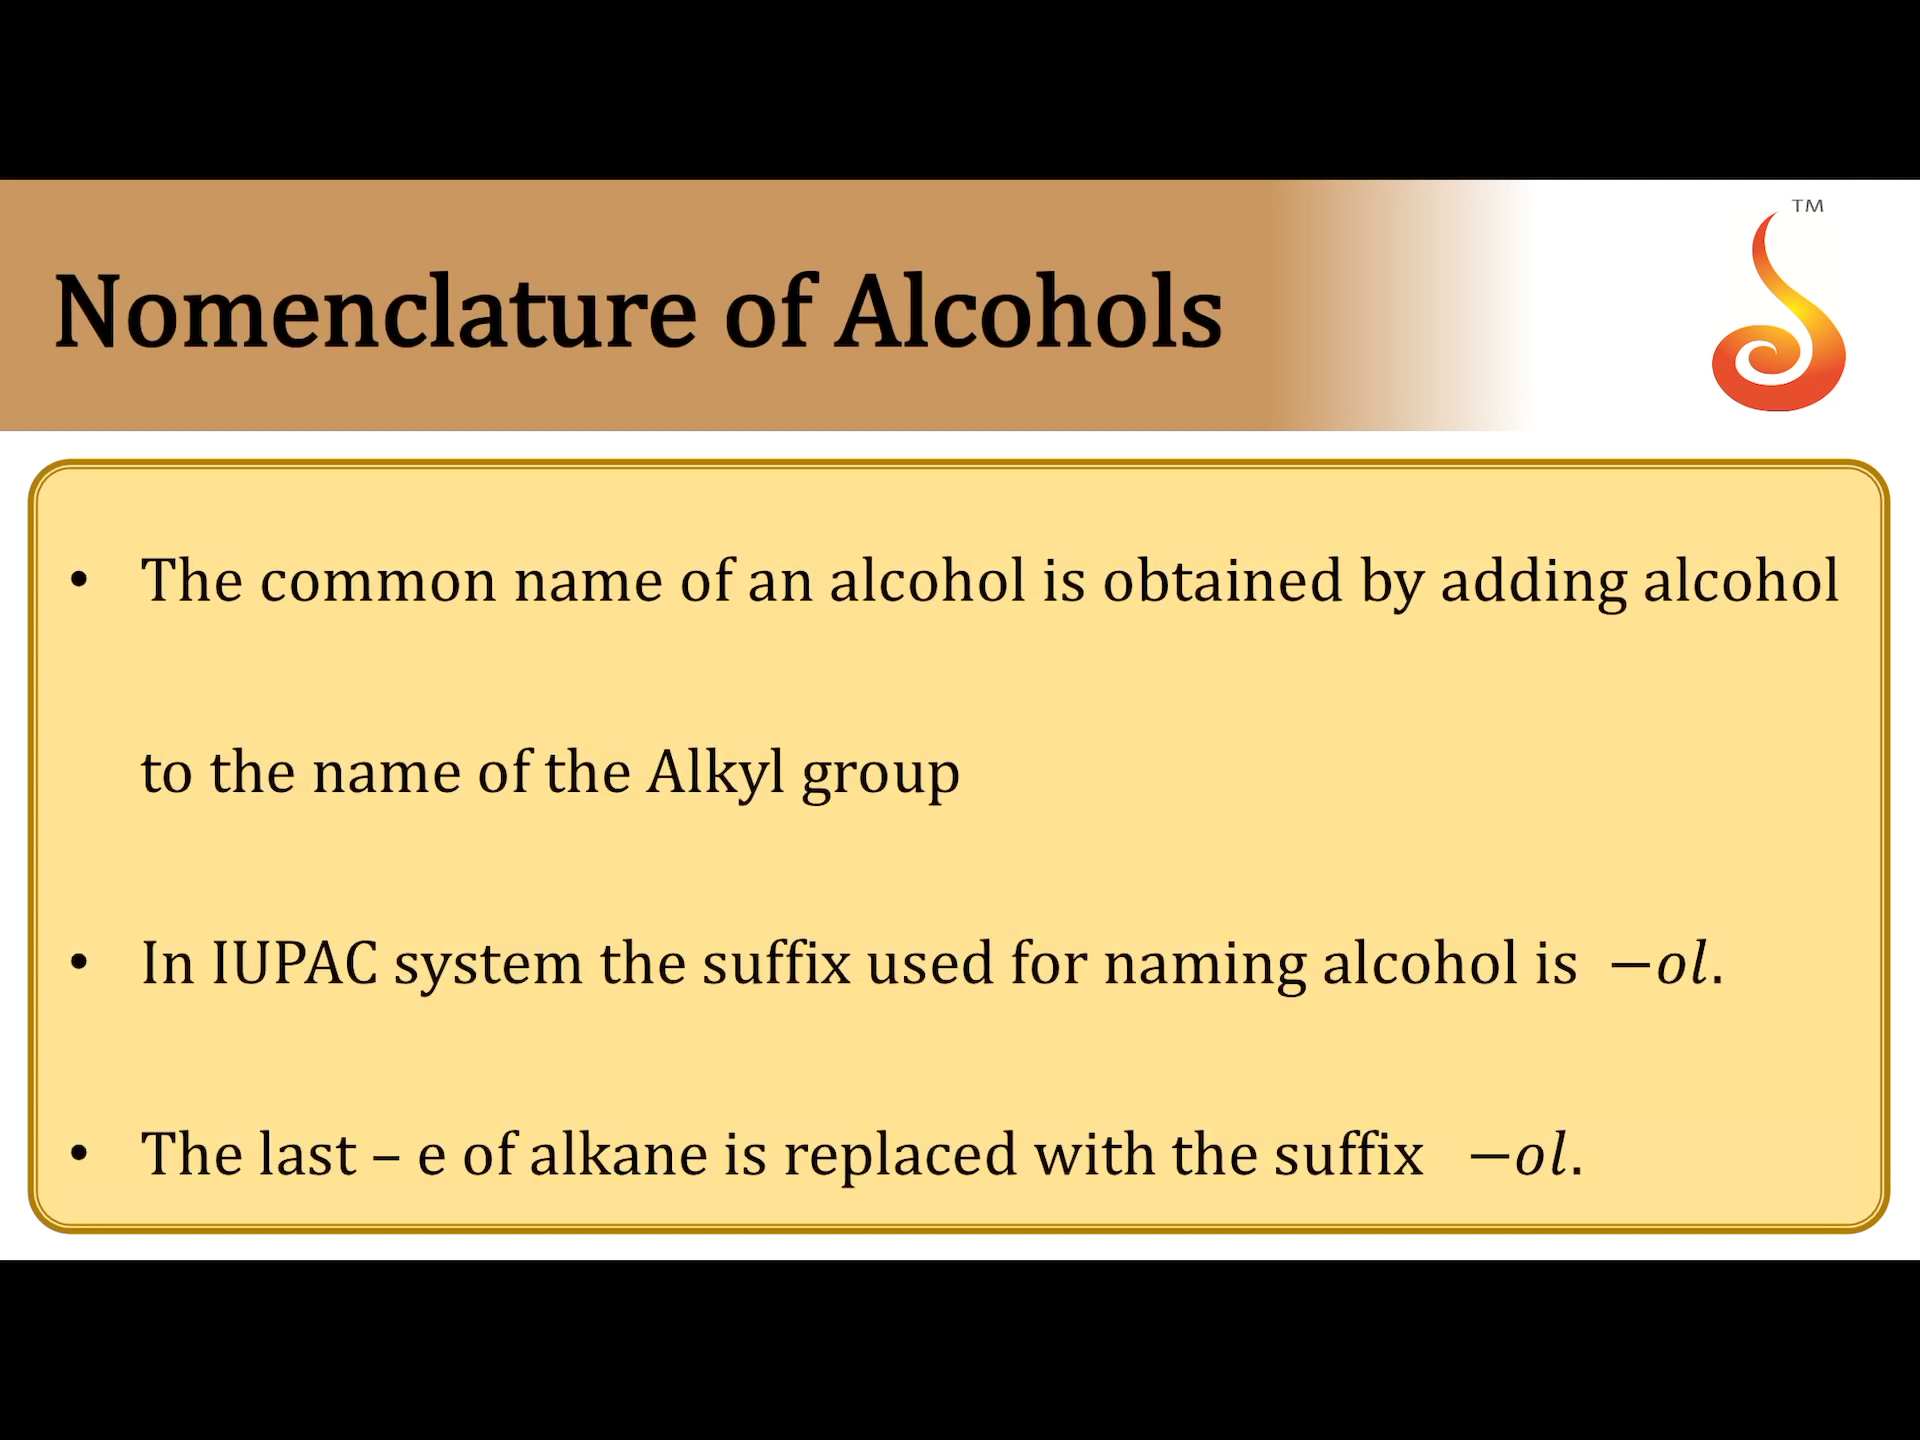 TM
Nomenclature of Alcohols
• The common name of an alcohol is obtained by adding alcohol
to the name of the Alkyl group
• In IUPAC system the suffix used for naming alcohol is −ol.
• The last – e of alkane is replaced with the suffix −ol.